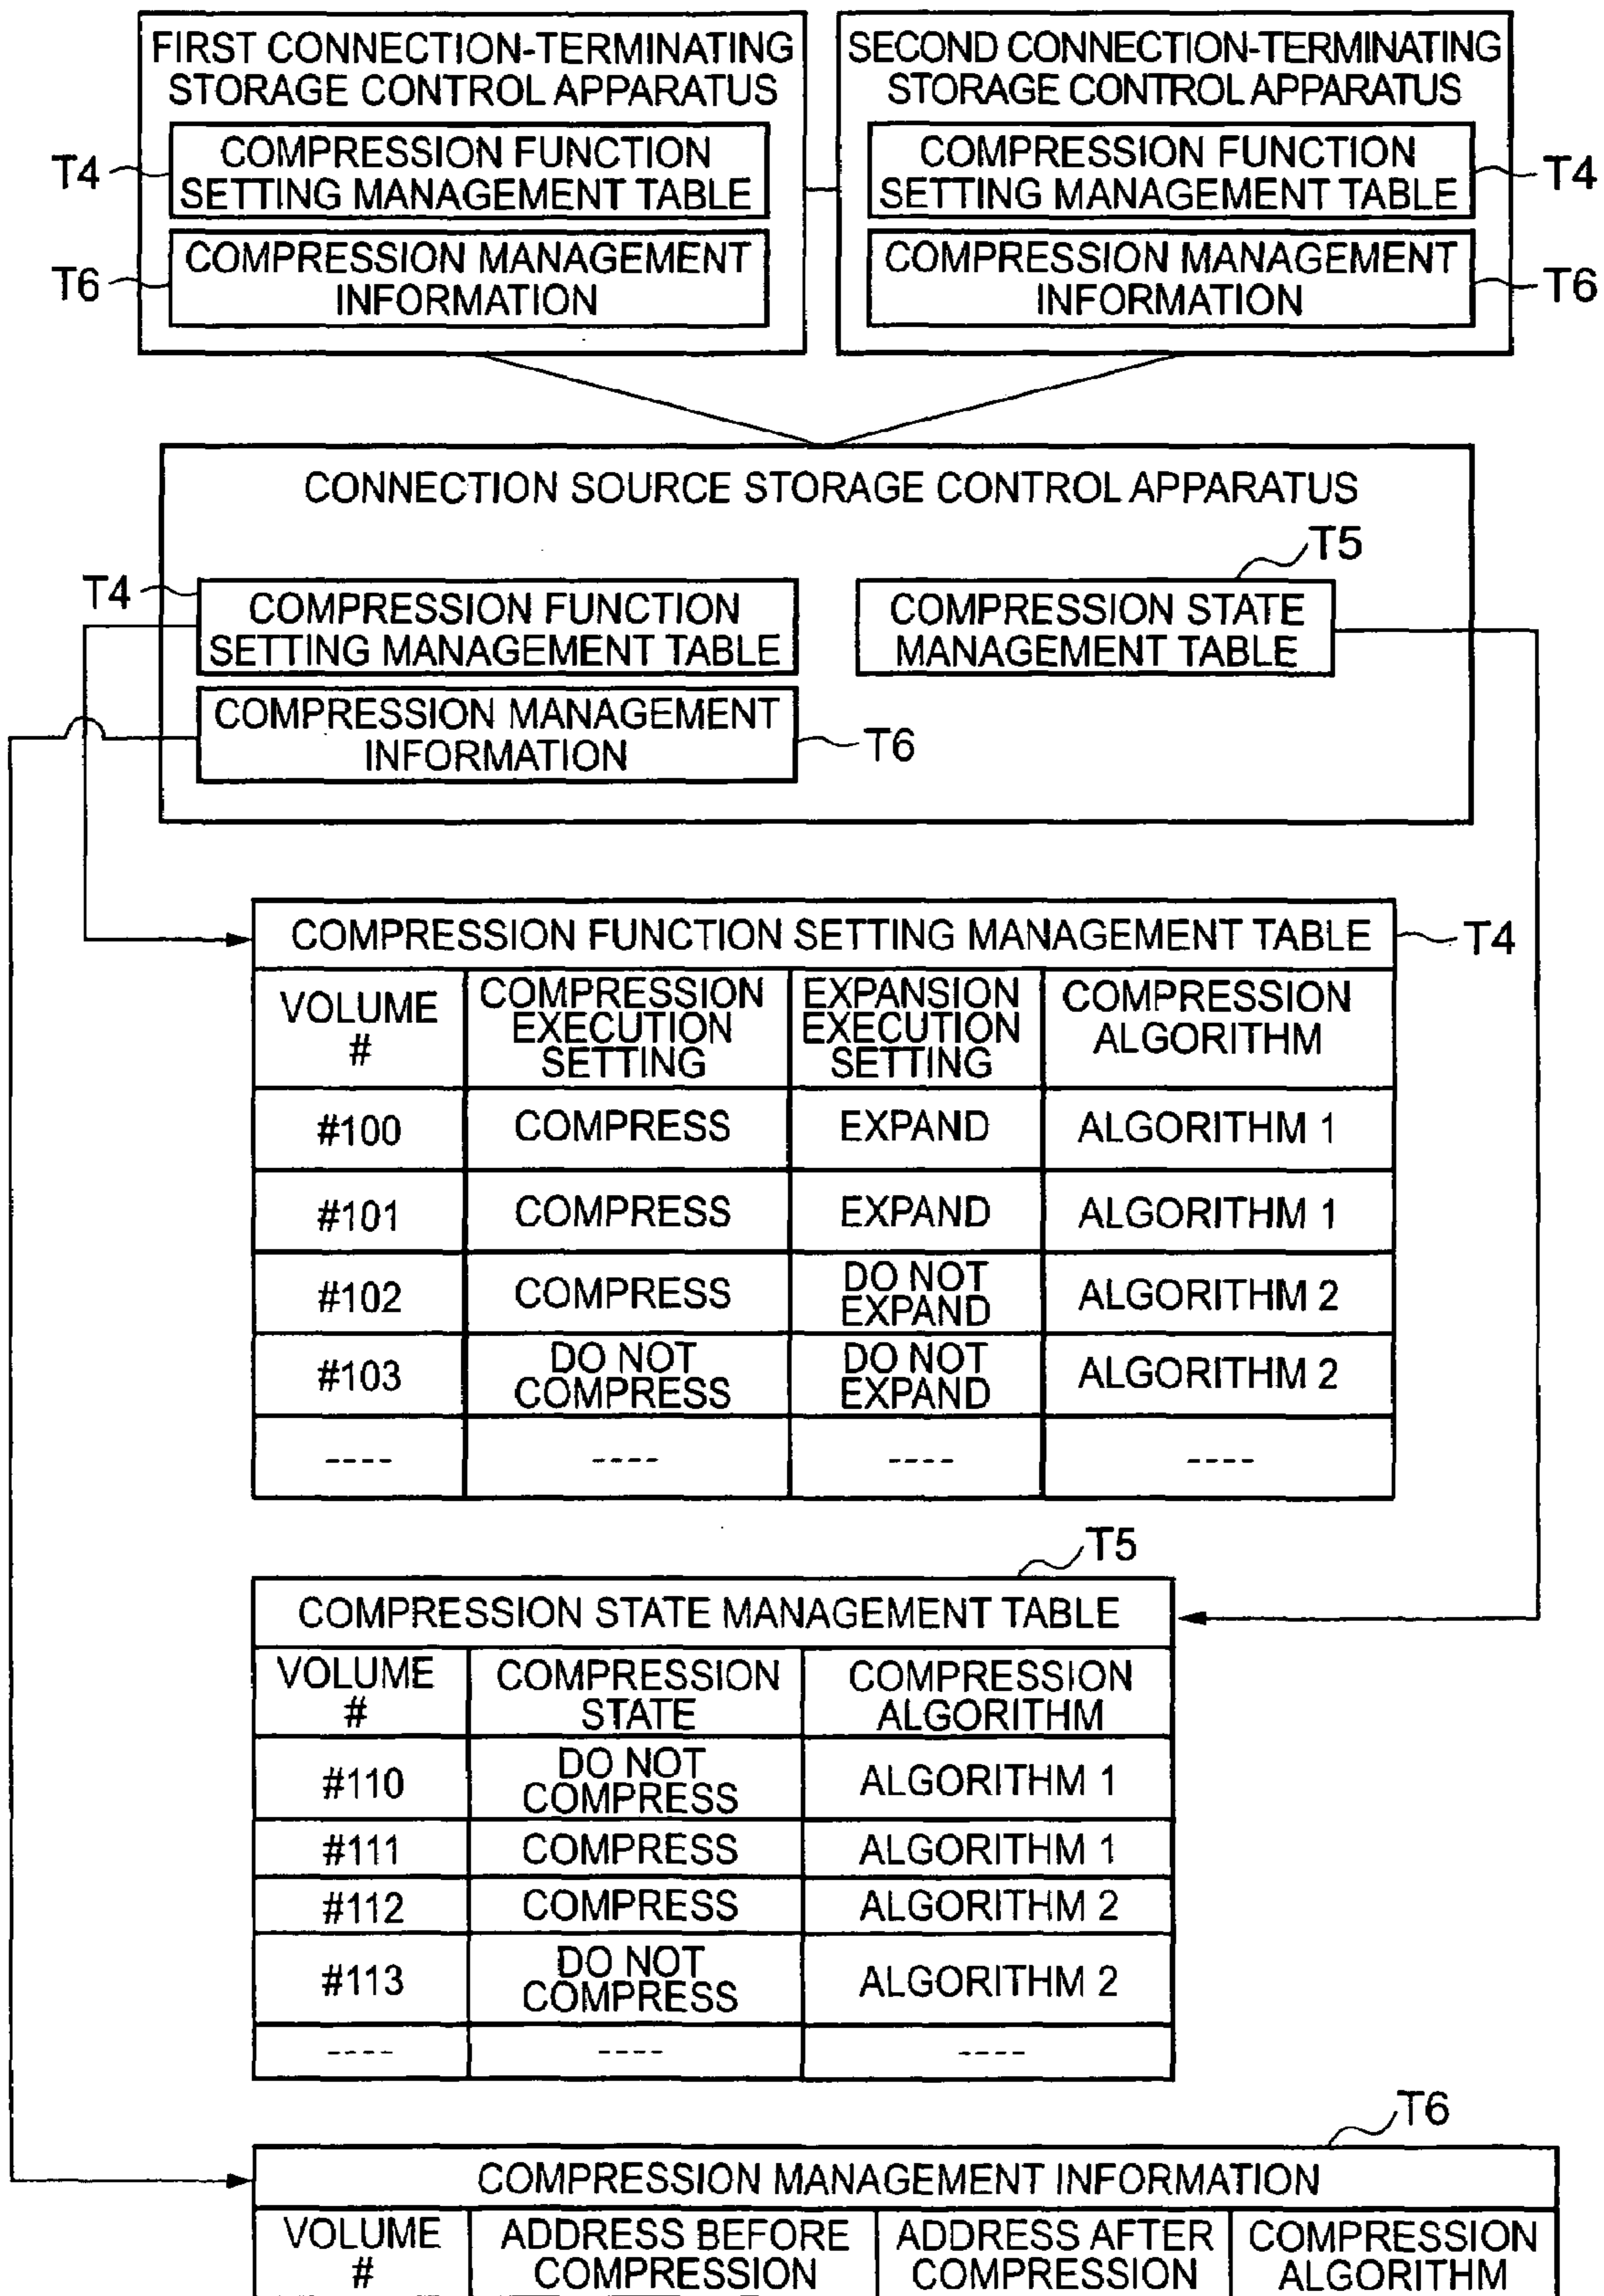 FIRST CONNECTION-TERMINATING
STORAGE CONTROL APPARATUS
T4
COMPRESSION FUNCTION
SETTING MANAGEMENT TABLE
T6
COMPRESSION MANAGEMENT
INFORMATION
SECOND CONNECTION-TERMINATING
STORAGE CONTROL APPARATUS
COMPRESSION FUNCTION
SETTING MANAGEMENT TABLE
T4
COMPRESSION MANAGEMENT
INFORMATION
T6
CONNECTION SOURCE STORAGE CONTROL APPARATUS
T4
COMPRESSION FUNCTION
SETTING MANAGEMENT TABLE
T5
COMPRESSION STATE
MANAGEMENT TABLE
COMPRESSION MANAGEMENT
INFORMATION
T6
COMPRESSION FUNCTION SETTING MANAGEMENT TABLE
T4
VOLUME
#
COMPRESSION
EXECUTION
SETTING
EXPANSION
EXECUTION
SETTING
COMPRESSION
ALGORITHM
#100
COMPRESS
EXPAND
ALGORITHM 1
#101
COMPRESS
EXPAND
ALGORITHM 1
#102
COMPRESS
DO NOT
EXPAND
ALGORITHM 2
#103
DO NOT
COMPRESS
DO NOT
EXPAND
ALGORITHM 2
----
----
----
----
T5
COMPRESSION STATE MANAGEMENT TABLE
VOLUME
#
COMPRESSION
STATE
COMPRESSION
ALGORITHM
#110
DO NOT
COMPRESS
ALGORITHM 1
#111
COMPRESS
ALGORITHM 1
#112
COMPRESS
ALGORITHM 2
#113
DO NOT
COMPRESS
ALGORITHM 2
----
----
----
T6
COMPRESSION MANAGEMENT INFORMATION
VOLUME
#
ADDRESS BEFORE
COMPRESSION
ADDRESS AFTER
COMPRESSION
COMPRESSION
ALGORITHM